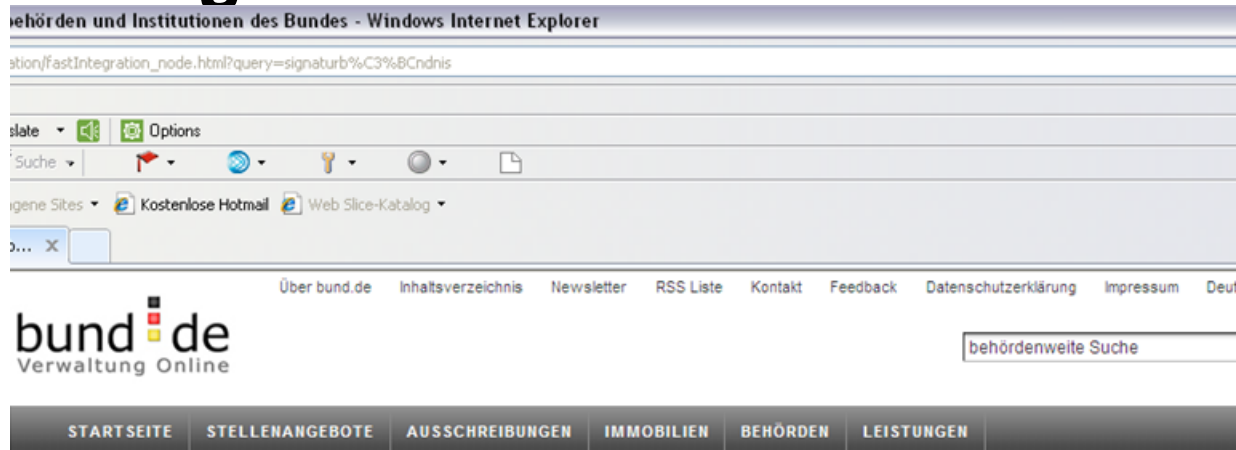 behörden und Institutionen des Bundes - Windows Internet Explorer
ation/fastIntegration_node.html?query=signaturb%C3%BCndnis
slate Options
Suche
gene Sites Kostenlose Hotmail Web Slice-Katalog
o... X
Über bund.de Inhaltsverzeichnis Newsletter RSS Liste Kontakt Feedback Datenschutzerklärung Impressum Deut
bund de
Verwaltung Online
behördenweite Suche
STARTSEITE STELLENANGEBOTE AUSSCHREIBUNGEN IMMOBILIEN BEHÖRDEN LEISTUNGEN